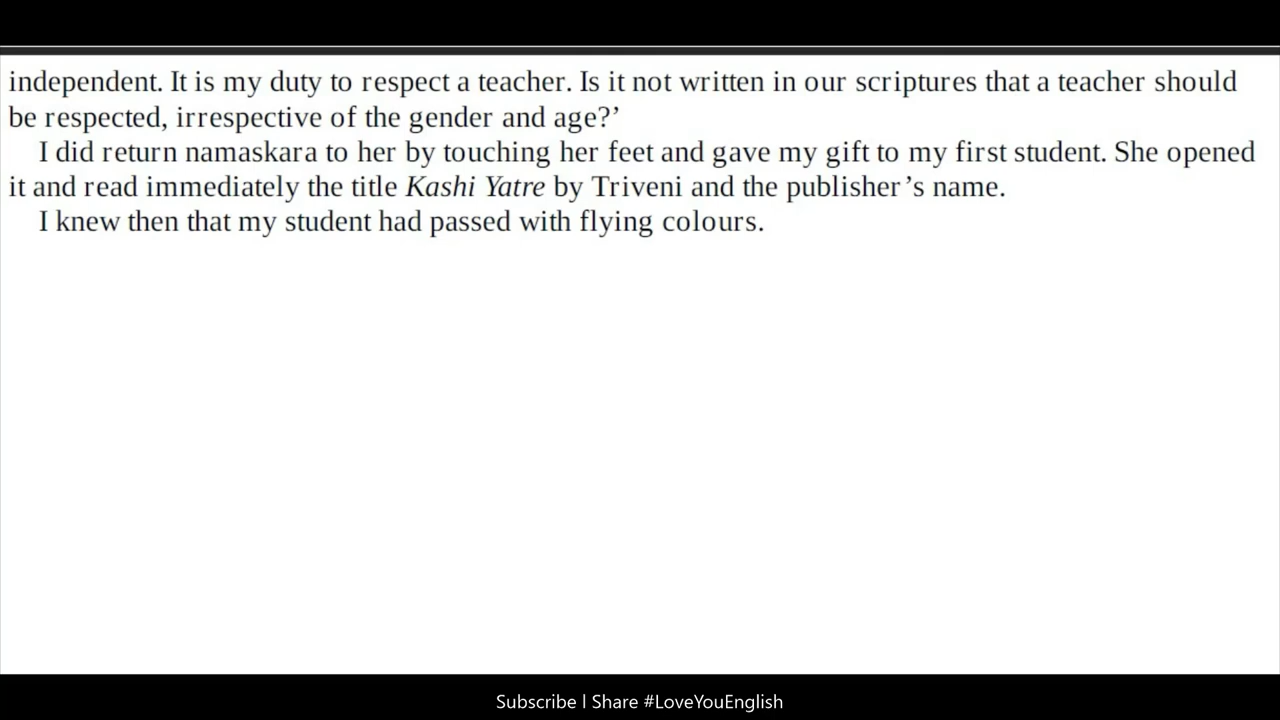 independent. It is my duty to respect a teacher. Is it not written in our scriptures that a teacher should
be respected, irrespective of the gender and age?’
I did return namaskara to her by touching her feet and gave my gift to my first student. She opened
it and read immediately the title Kashi Yatre by Triveni and the publisher’s name.
I knew then that my student had passed with flying colours.
Subscribe | Share #LoveYouEnglish